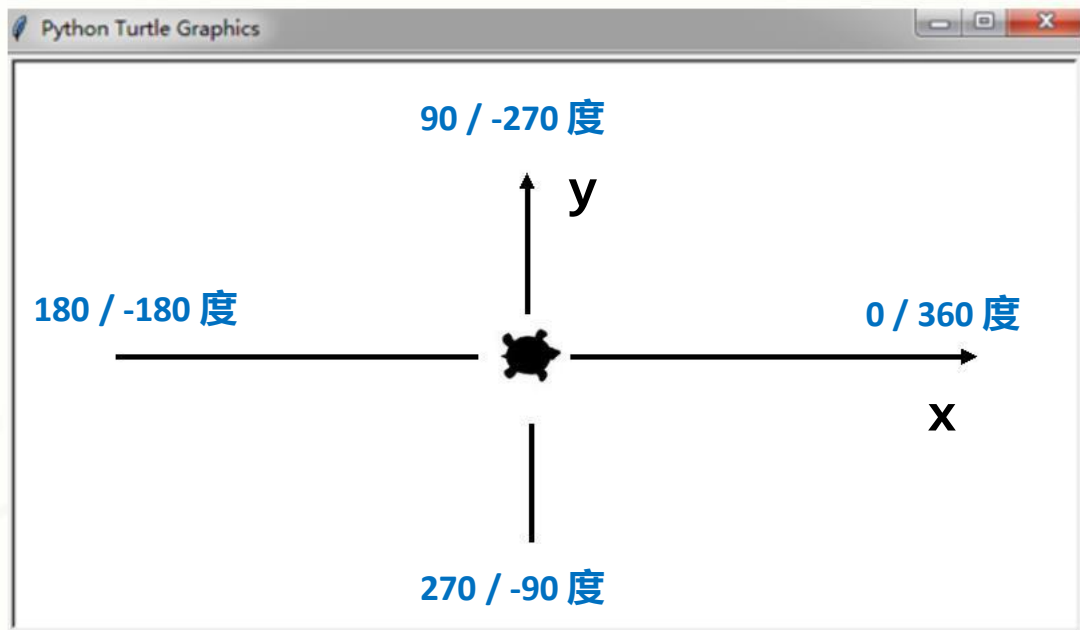 Python Turtle Graphics
90 / -270 度
y
180 / -180 度
0 / 360 度
x
270 / -90 度